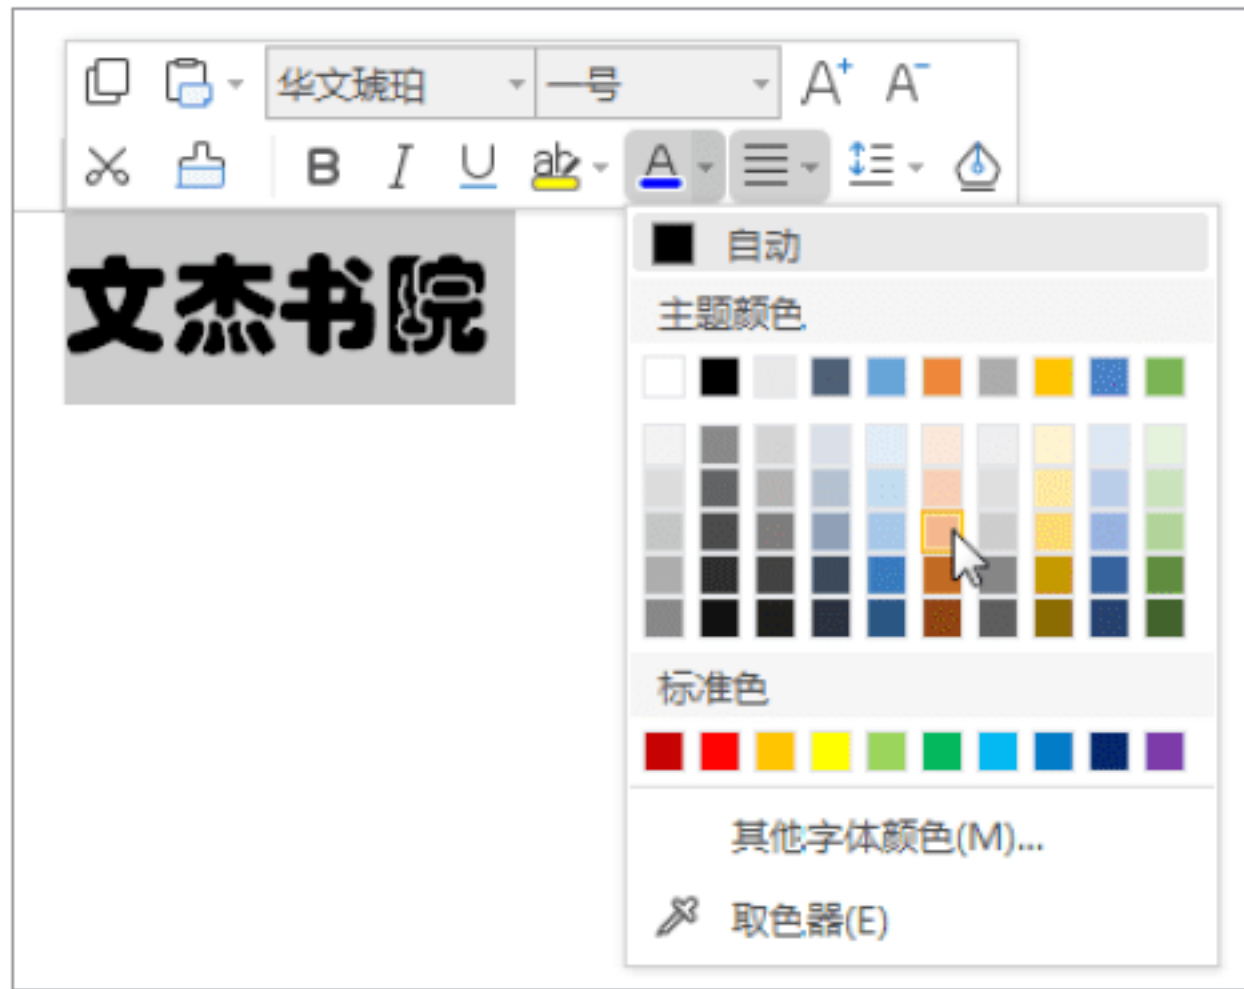 华文琥珀 一号 A+ A-
B I U ab A
文杰书院
自动
主题颜色
标准色
其他字体颜色(M)...
取色器(E)